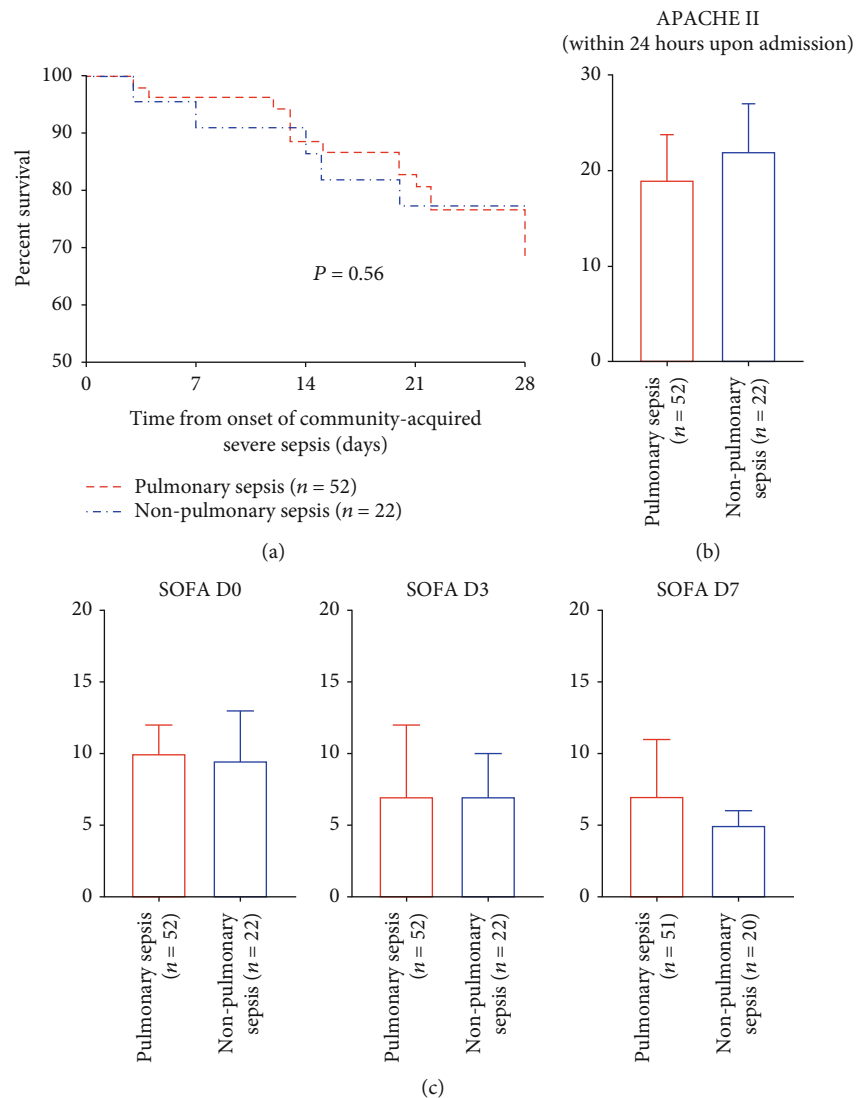 100
90
80
70
60
50
Percent survival
P = 0.56
0
7
14
21
28
Time from onset of community-acquired
severe sepsis (days)
Pulmonary sepsis (n = 52)
Non-pulmonary sepsis (n = 22)
(a)
APACHE II
(within 24 hours upon admission)
30
20
10
0
Pulmonary sepsis
(n = 52)
Non-pulmonary
sepsis (n = 22)
(b)
SOFA D0
20
15
10
5
0
Pulmonary sepsis
(n = 52)
Non-pulmonary
sepsis (n = 22)
SOFA D3
20
15
10
5
0
Pulmonary sepsis
(n = 52)
Non-pulmonary
sepsis (n = 22)
SOFA D7
20
15
10
5
0
Pulmonary sepsis
(n = 51)
Non-pulmonary
sepsis (n = 20)
(c)